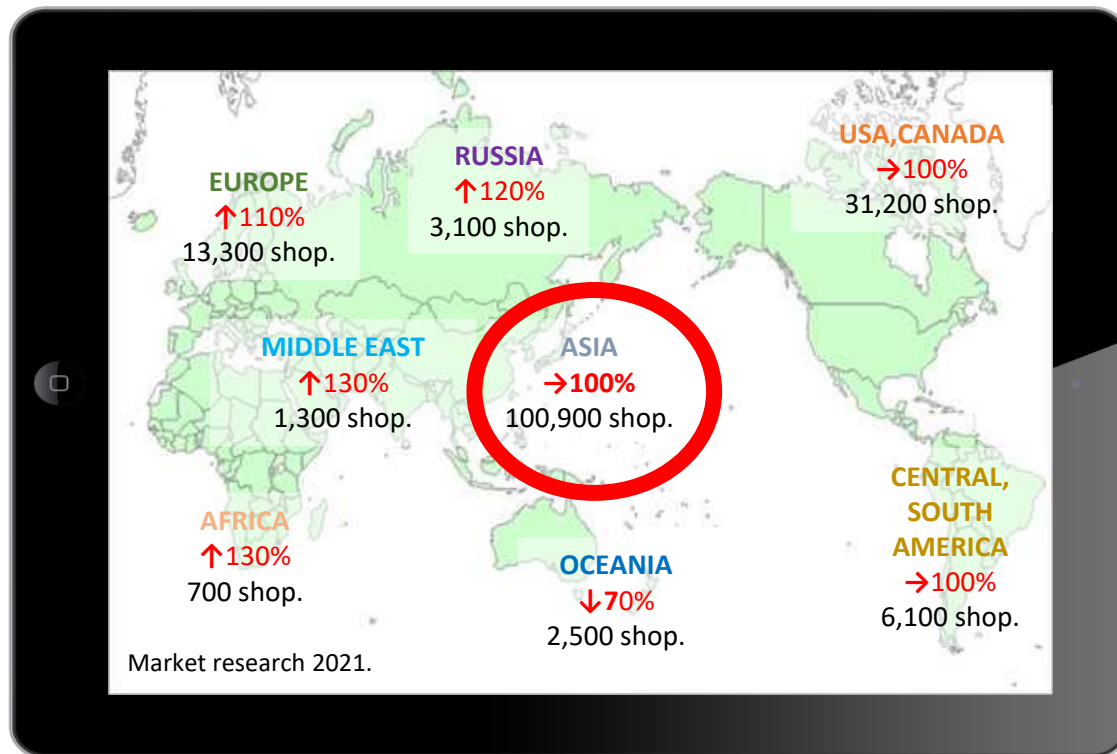 EUROPE
↑110%
13,300 shop.
RUSSIA
↑120%
3,100 shop.
USA,CANADA
→100%
31,200 shop.
MIDDLE EAST
↑130%
1,300 shop.
ASIA
→100%
100,900 shop.
AFRICA
↑130%
700 shop.
OCEANIA
↓70%
2,500 shop.
CENTRAL,
SOUTH
AMERICA
→100%
6,100 shop.
Market research 2021.